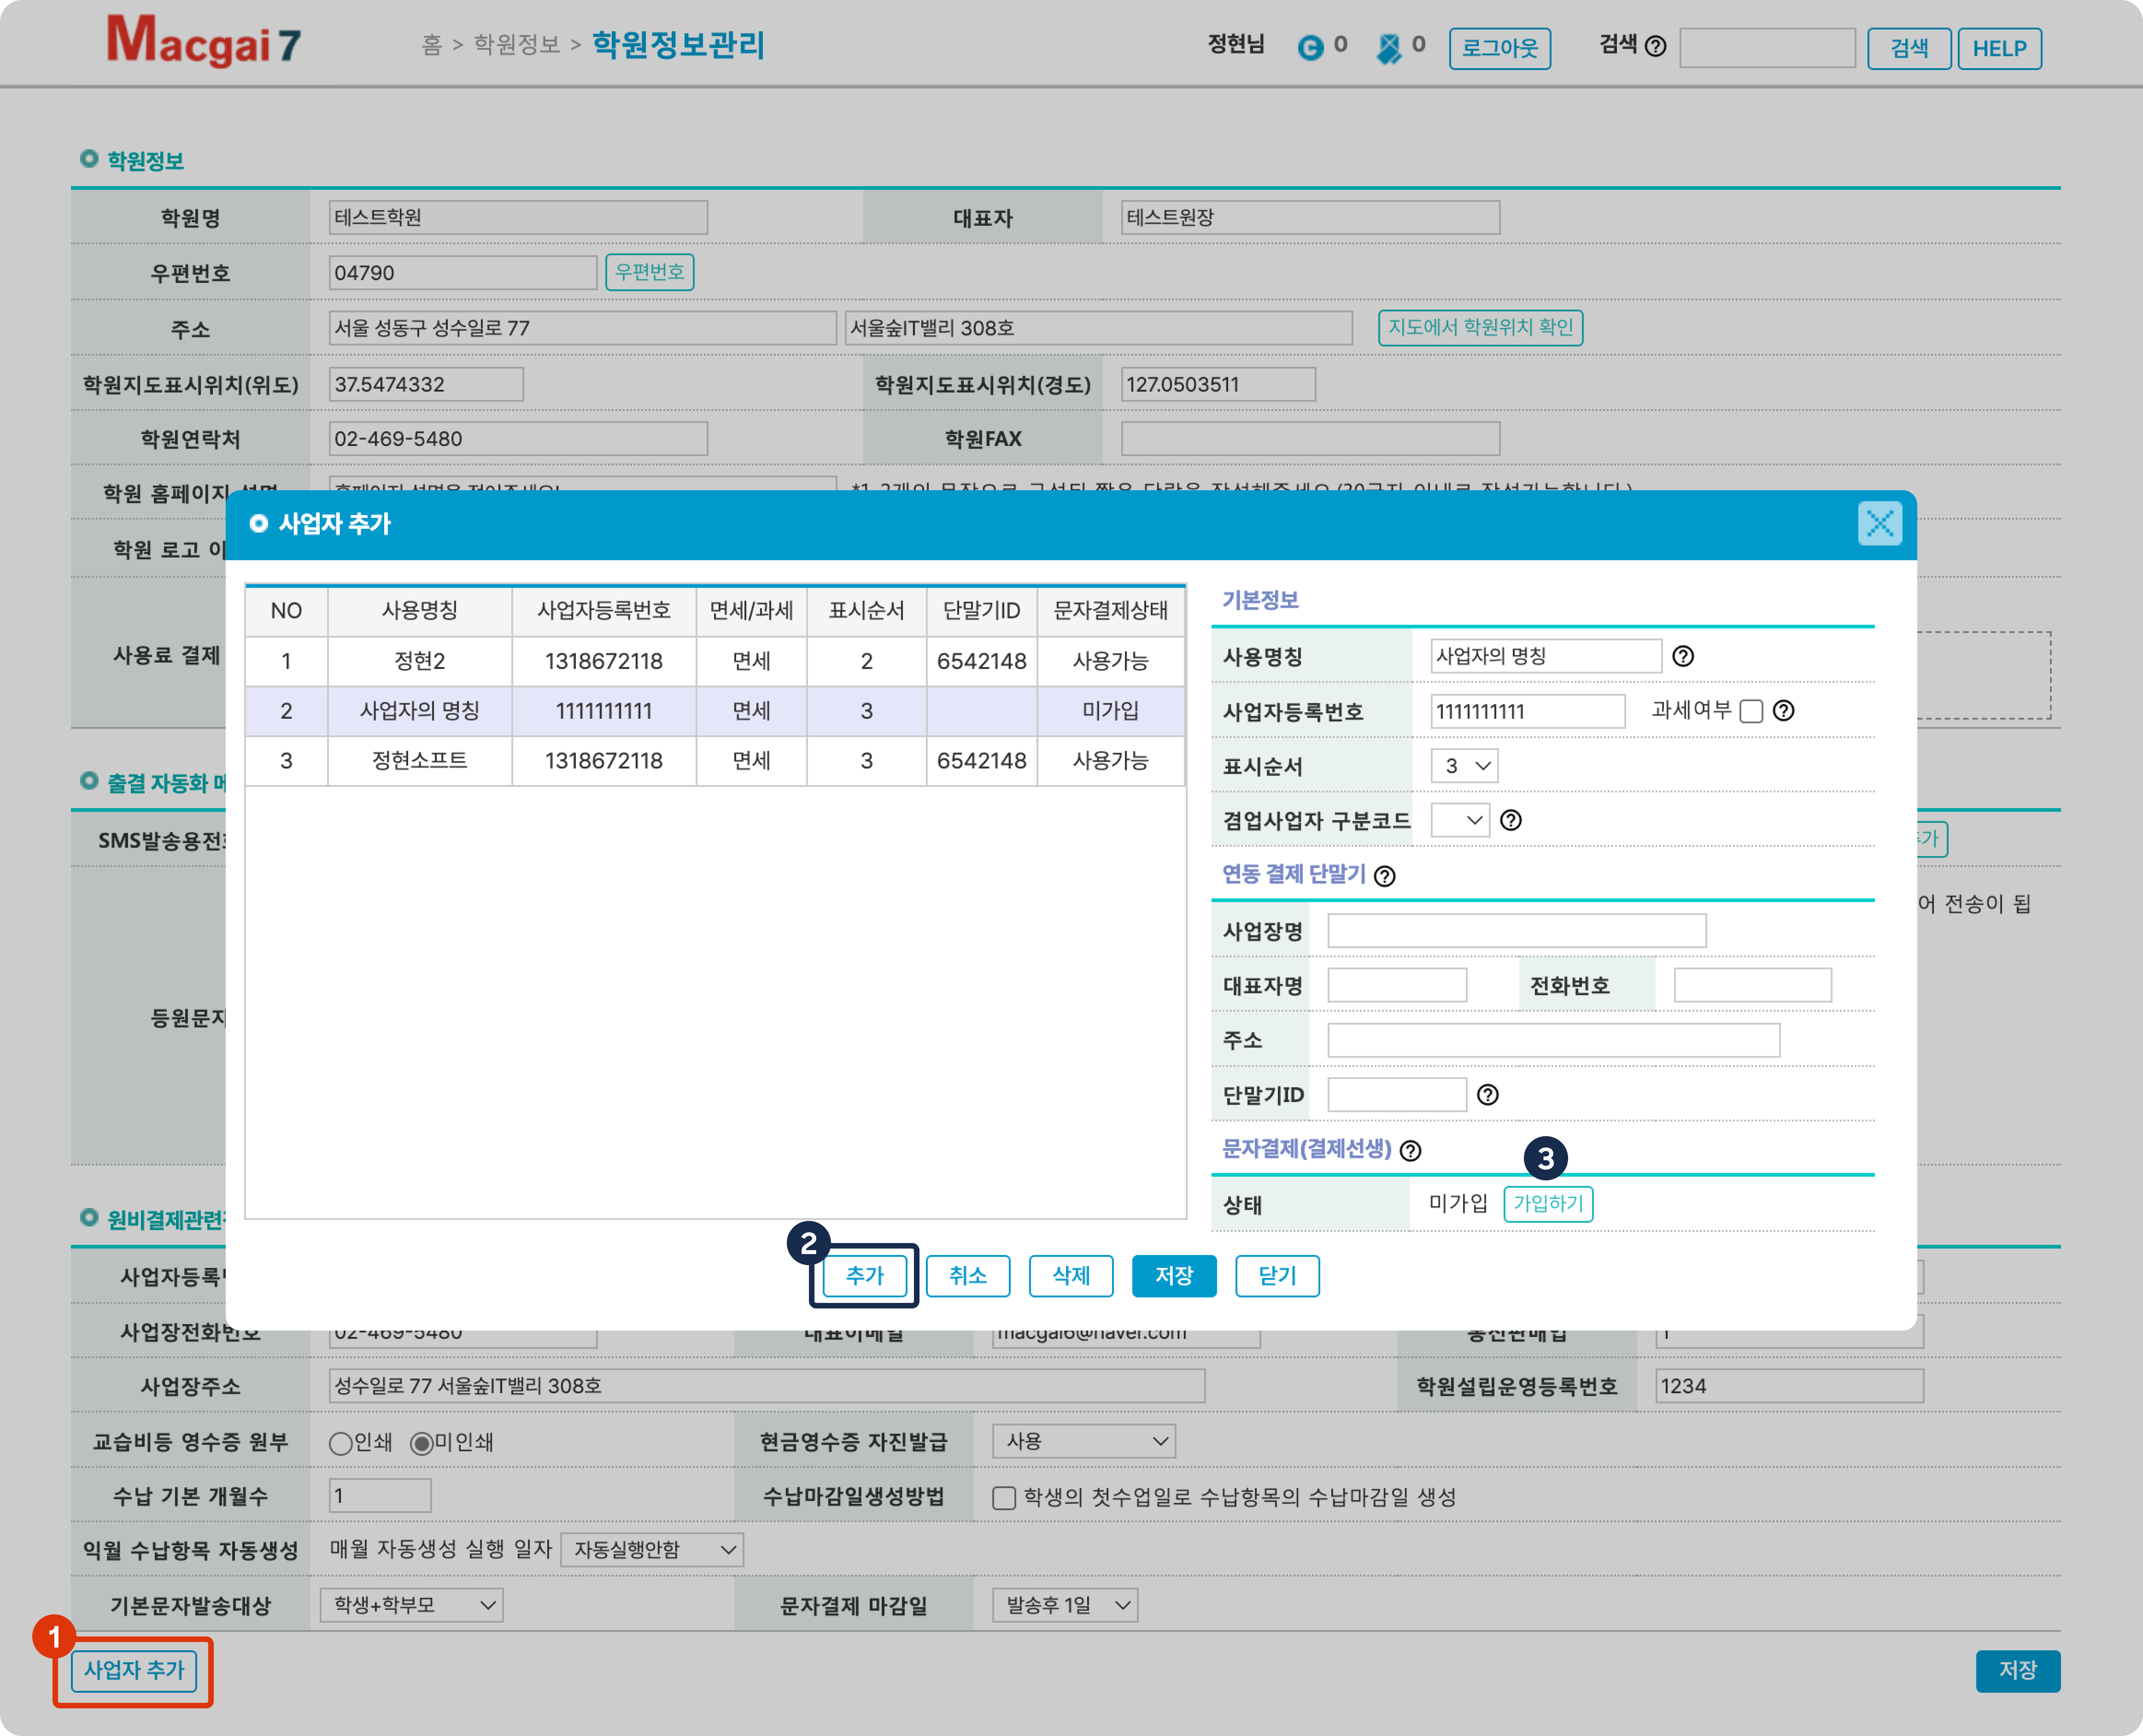 Macgai 7
홈 > 학원정보 > 학원정보관리
정현님 0 0 로그아웃 검색 검색 HELP
학원정보
학원명 테스트학원 대표자 테스트원장
우편번호 04790 우편번호
주소 서울 성동구 성수일로 77 서울숲IT밸리 308호 지도에서 학원위치 확인
학원지도표시위치(위도) 37.5474332 학원지도표시위치(경도) 127.0503511
학원연락처 02-469-5480 학원FAX
학원 홈페이지
학원 로고
사용료 결제
사업자 추가
NO 사용명칭 사업자등록번호 면세/과세 표시순서 단말기ID 문자결제상태
1 정현2 1318672118 면세 2 6542148 사용가능
2 사업자의 명칭 1111111111 면세 3 미가입
3 정현소프트 1318672118 면세 3 6542148 사용가능
기본정보
사용명칭 사업자의 명칭
사업자등록번호 1111111111 과세여부
표시순서 3
겸업사업자 구분코드
연동 결제 단말기
사업장명
대표자명 전화번호
주소
단말기ID
문자결제(결제선생)
3
상태 미가입 가입하기
2
추가 취소 삭제 저장 닫기
출결 자동화
SMS발송용전
어 전송이 됩
등원문자
원비결제관련
사업자등록
사업장전화번호 02-469-5480 대표이메일 macgai6@naver.com 통신판매업 1
사업장주소 성수일로 77 서울숲IT밸리 308호 학원설립운영등록번호 1234
교습비등 영수증 원부 인쇄 미인쇄 현금영수증 자진발급 사용
수납 기본 개월수 1 수납마감일생성방법 학생의 첫수업일로 수납항목의 수납마감일 생성
익월 수납항목 자동생성 매월 자동생성 실행 일자 자동실행안함
기본문자발송대상 학생+학부모 문자결제 마감일 발송후 1일
1
사업자 추가 저장